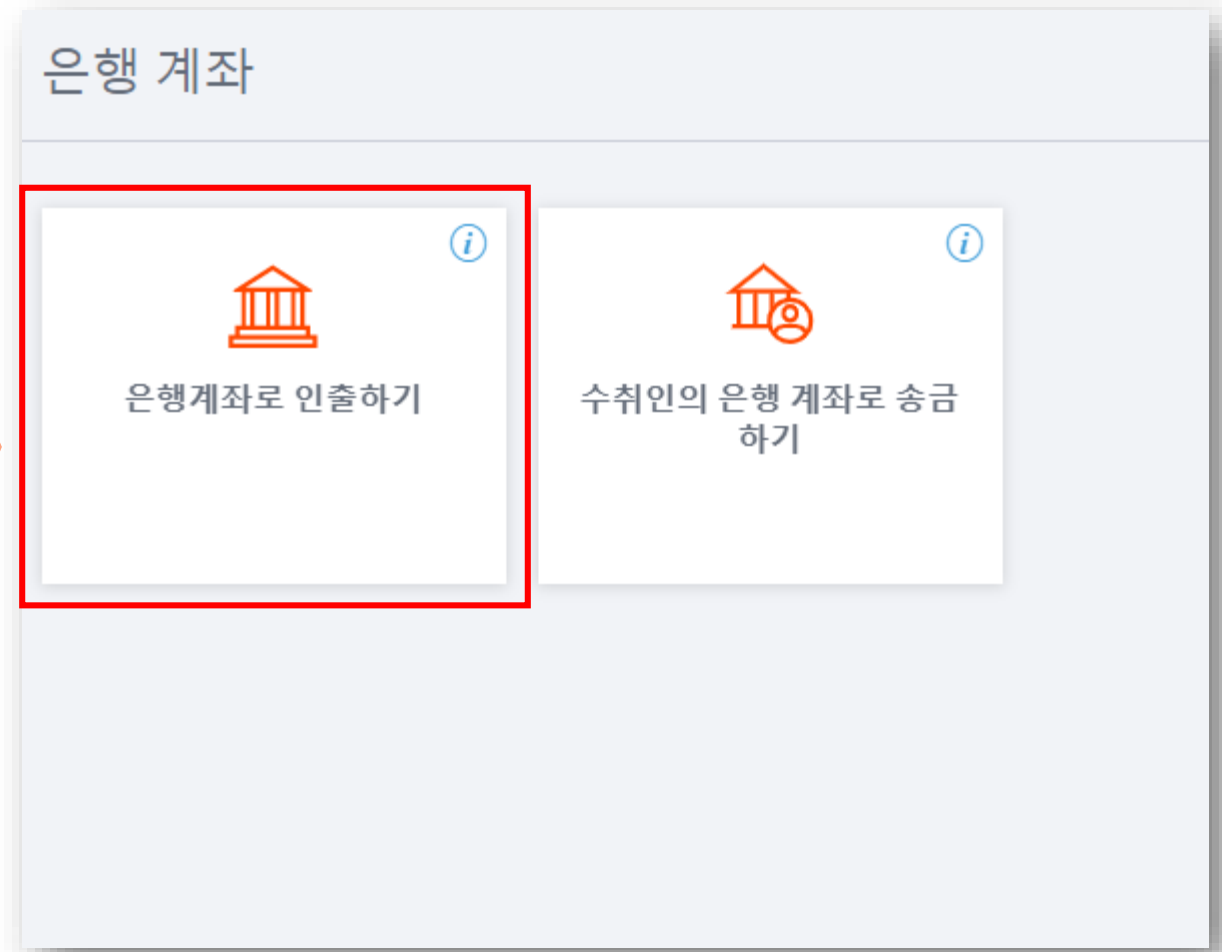 은행 계좌
i
i
은행계좌로 인출하기
수취인의 은행 계좌로 송금
하기